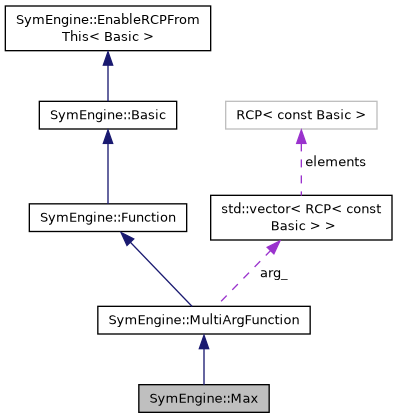 SymEngine::EnableRCPFrom
This< Basic >
SymEngine::Basic
RCP< const Basic >
elements
SymEngine::Function
std::vector< RCP< const
Basic > >
arg_
SymEngine::MultiArgFunction
SymEngine::Max